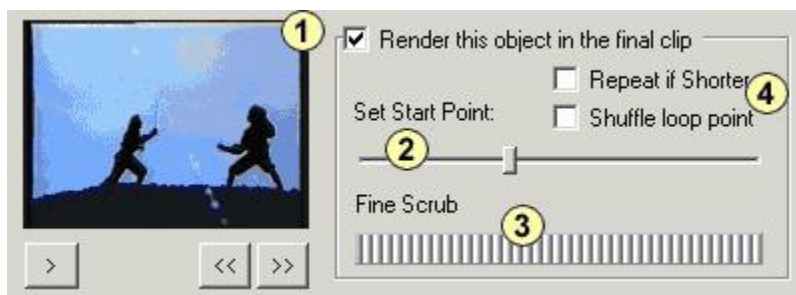 1
Render this object in the final clip
Repeat if Shorter
4
Set Start Point:
Shuffle loop point
2
Fine Scrub
3
>
<<
>>